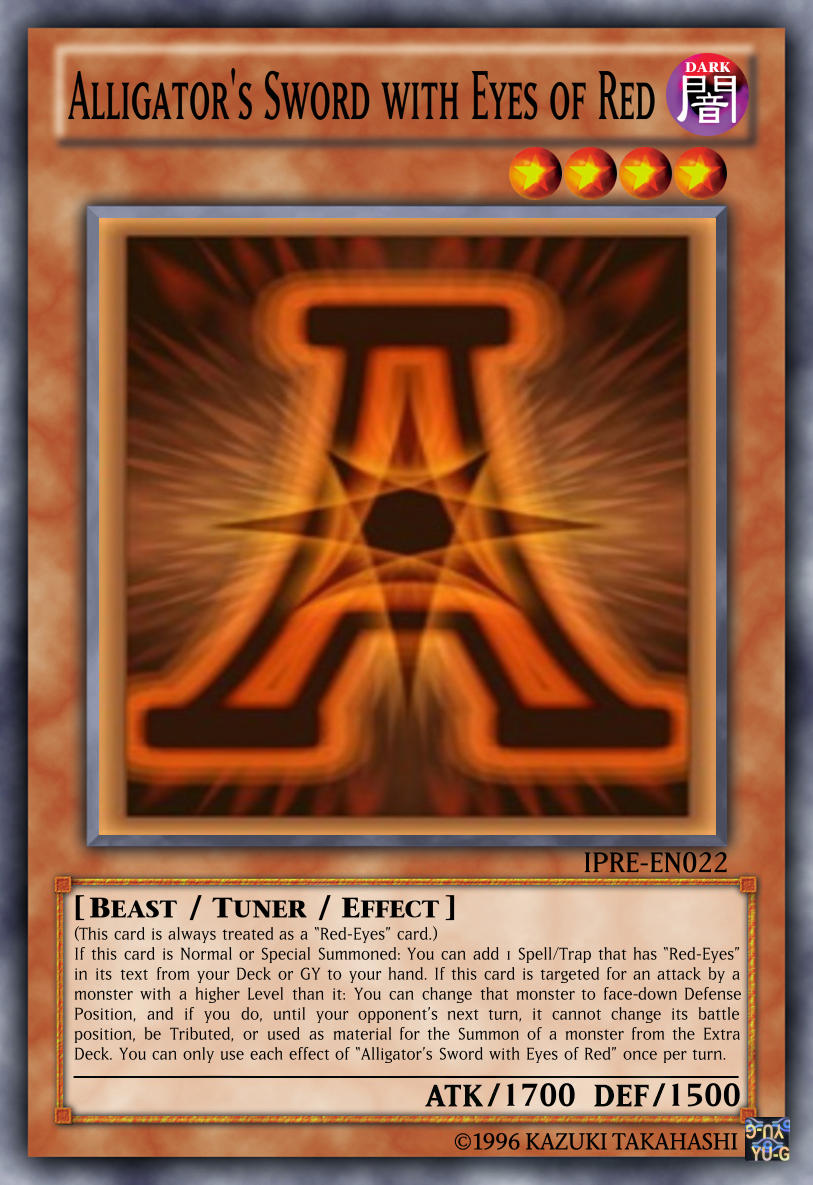 Alligator's Sword with Eyes of Red
DARK
闇
A
IPRE-EN022
[ Beast / Tuner / Effect ]
(This card is always treated as a "Red-Eyes" card.)
If this card is Normal or Special Summoned: You can add 1 Spell/Trap that has "Red-Eyes"
in its text from your Deck or GY to your hand. If this card is targeted for an attack by a
monster with a higher Level than it: You can change that monster to face-down Defense
Position, and if you do, until your opponent's next turn, it cannot change its battle
position, be Tributed, or used as material for the Summon of a monster from the Extra
Deck. You can only use each effect of "Alligator's Sword with Eyes of Red" once per turn.
ATK/1700 DEF/1500
©1996 KAZUKI TAKAHASHI
YU-G
YU-G